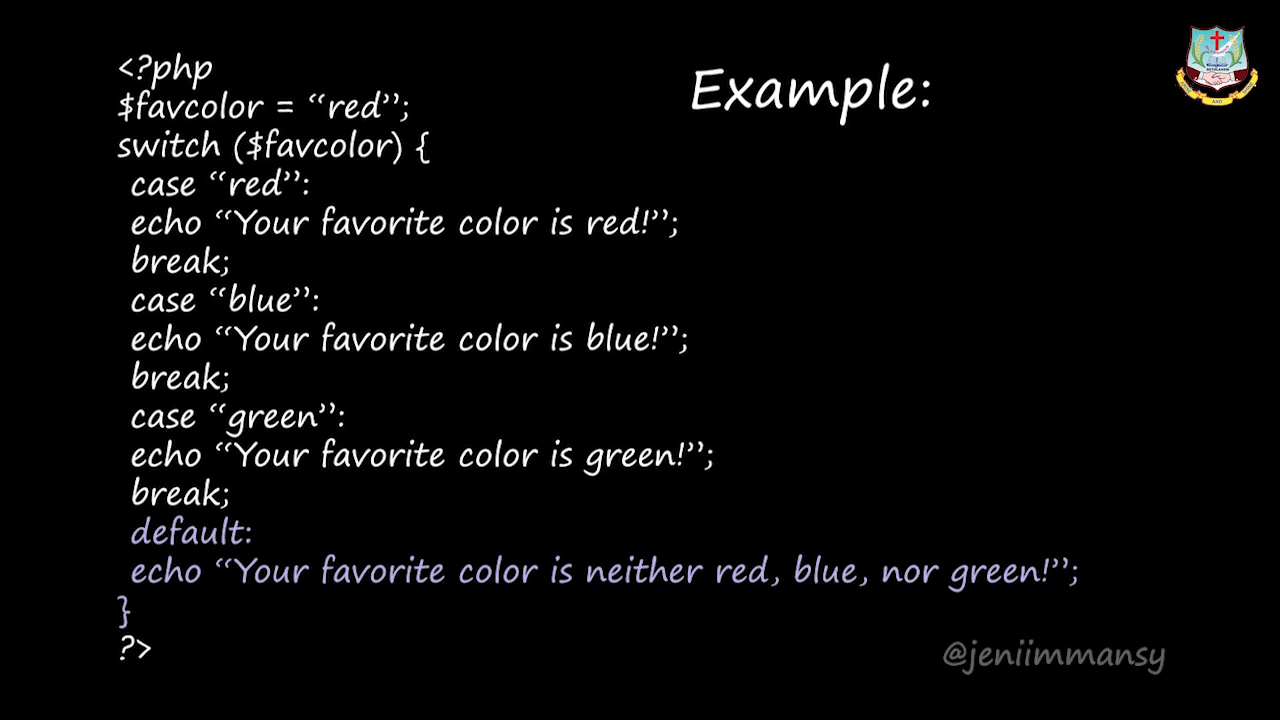 <?php
Example:
$favcolor = “red”;
switch ($favcolor) {
case “red”:
echo “Your favorite color is red!”;
break;
case “blue”:
echo “Your favorite color is blue!”;
break;
case “green”:
echo “Your favorite color is green!”;
break;
default:
echo “Your favorite color is neither red, blue, nor green!”;
}
?>
@jeniimmansy